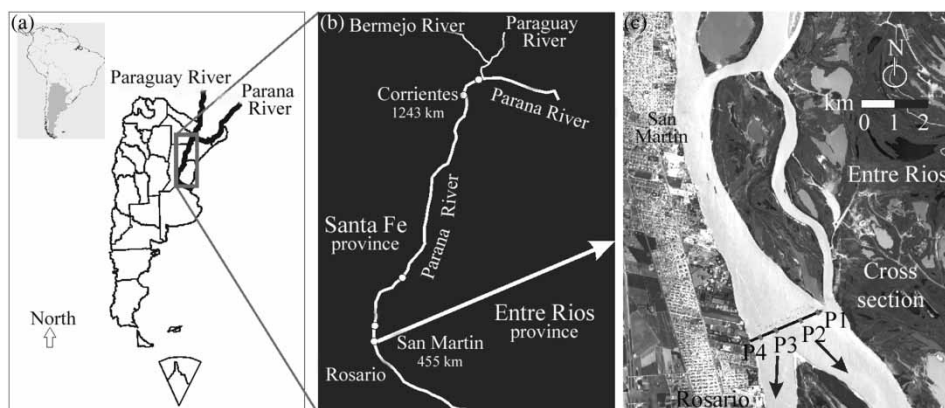 (a)
Paraguay River
Parana
River
North
(b)
Bermejo River
Paraguay
River
Corrientes
1243 km
Parana River
Parana River
Santa Fe
province
Entre Rios
province
San Martin
455 km
Rosario
(c)
N
km
0 1 2
San
Martin
Entre Rios
Cross
section
P1
P2
P3
P4
Rosario